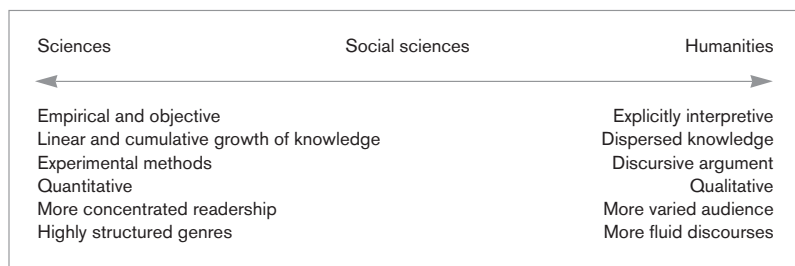 Sciences Social sciences Humanities
Empirical and objective Explicitly interpretive
Linear and cumulative growth of knowledge Dispersed knowledge
Experimental methods Discursive argument
Quantitative Qualitative
More concentrated readership More varied audience
Highly structured genres More fluid discourses